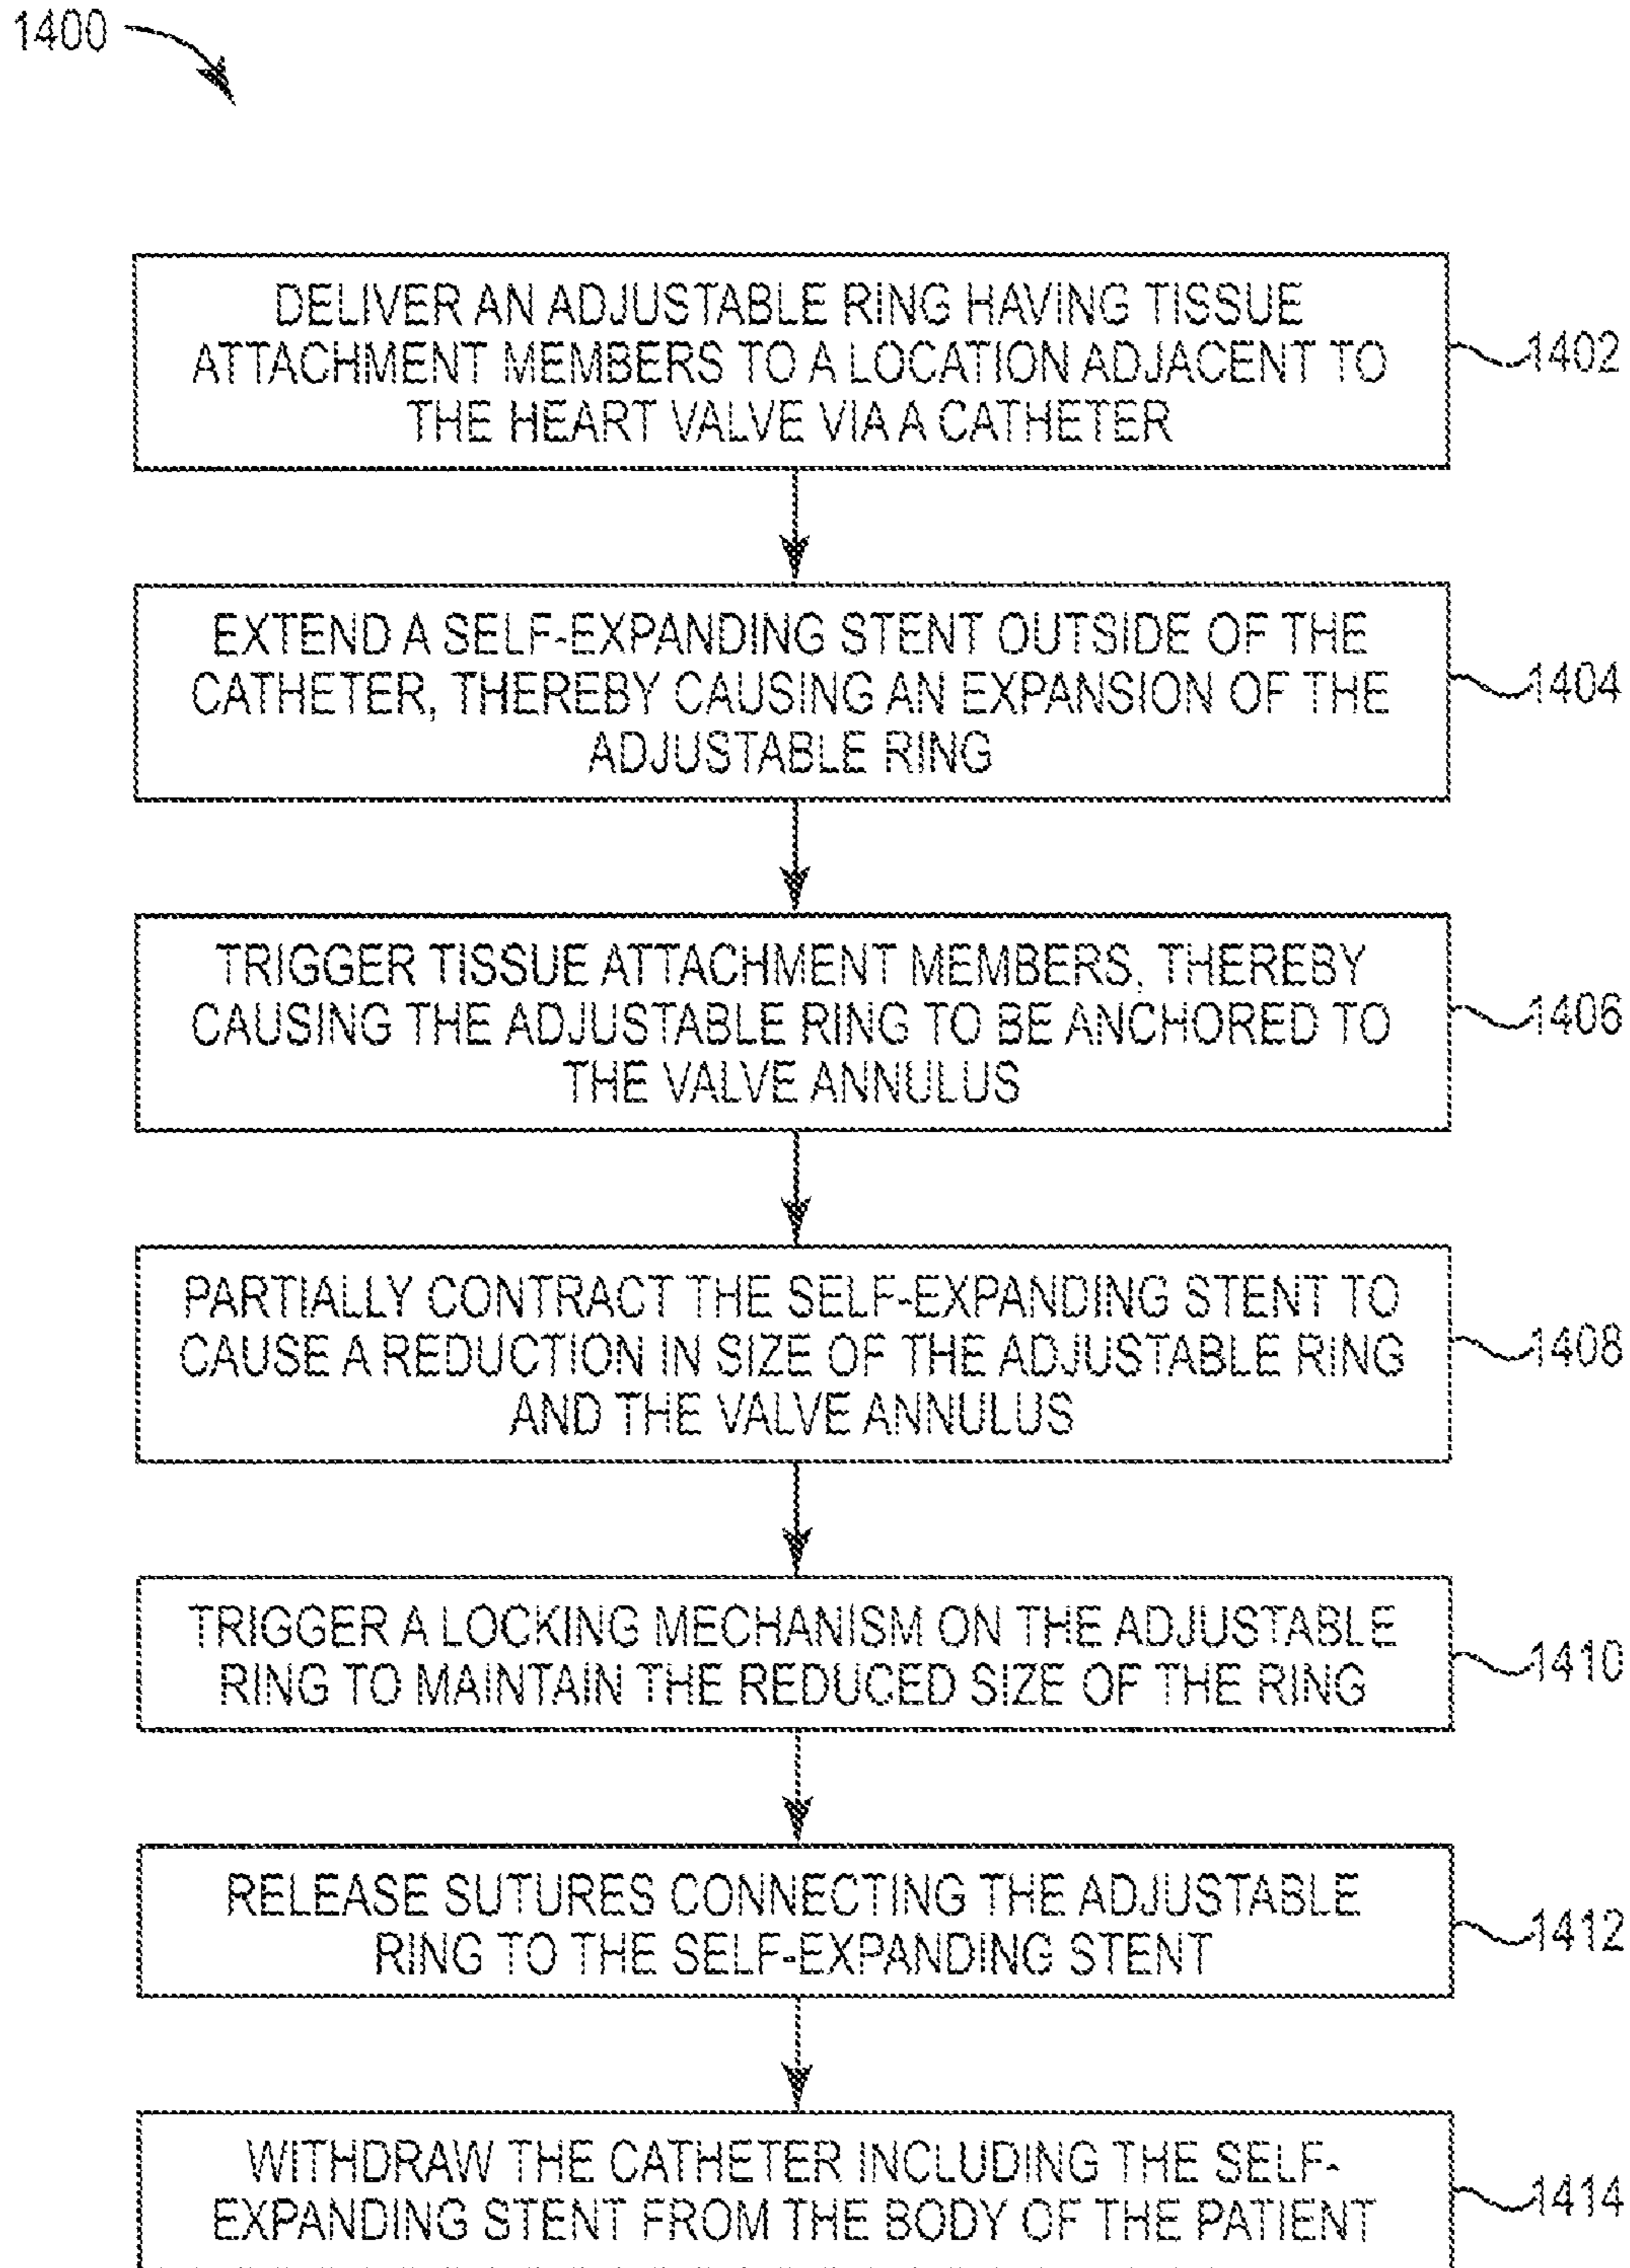 1400
DELIVER AN ADJUSTABLE RING HAVING TISSUE
ATTACHMENT MEMBERS TO A LOCATION ADJACENT TO
THE HEART VALVE VIA A CATHETER
1402
EXTEND A SELF-EXPANDING STENT OUTSIDE OF THE
CATHETER, THEREBY CAUSING AN EXPANSION OF THE
ADJUSTABLE RING
1404
TRIGGER TISSUE ATTACHMENT MEMBERS, THEREBY
CAUSING THE ADJUSTABLE RING TO BE ANCHORED TO
THE VALVE ANNULUS
1406
PARTIALLY CONTRACT THE SELF-EXPANDING STENT TO
CAUSE A REDUCTION IN SIZE OF THE ADJUSTABLE RING
AND THE VALVE ANNULUS
1408
TRIGGER A LOCKING MECHANISM ON THE ADJUSTABLE
RING TO MAINTAIN THE REDUCED SIZE OF THE RING
1410
RELEASE SUTURES CONNECTING THE ADJUSTABLE
RING TO THE SELF-EXPANDING STENT
1412
WITHDRAW THE CATHETER INCLUDING THE SELF-
EXPANDING STENT FROM THE BODY OF THE PATIENT
1414